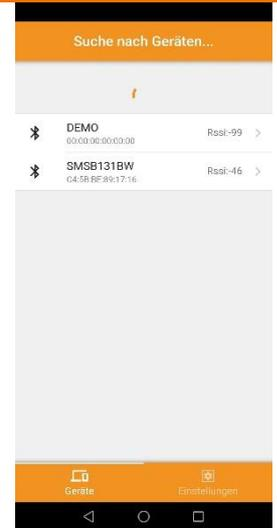 Suche nach Geräten...
DEMO
00:00:00:00:00:00
Rssi:-99
SMSB131BW
C4:5B:BE:89:17:16
Rssi:-46
Geräte
Einstellungen